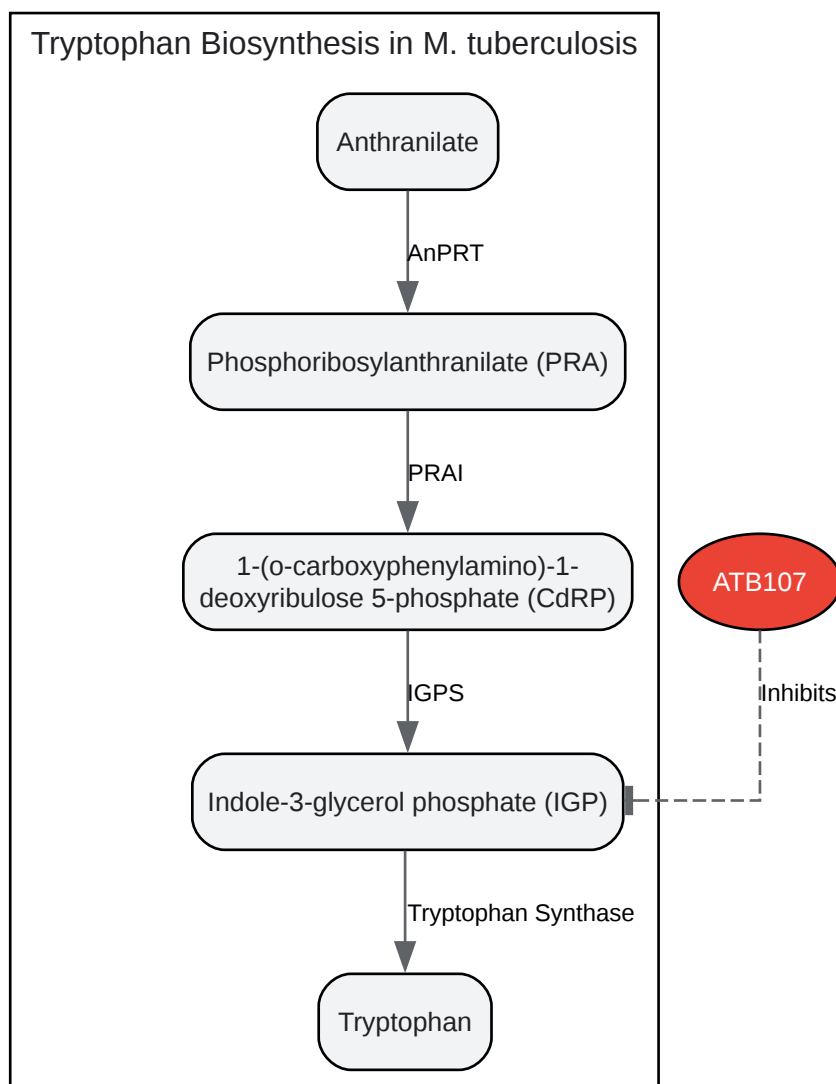 Tryptophan Biosynthesis in M. tuberculosis
Anthranilate
AnPRT
Phosphoribosylanthranilate (PRA)
PRAI
1-(o-carboxyphenylamino)-1-
deoxyribulose 5-phosphate (CdRP)
ATB107
IGPS
Inhibits
Indole-3-glycerol phosphate (IGP)
Tryptophan Synthase
Tryptophan